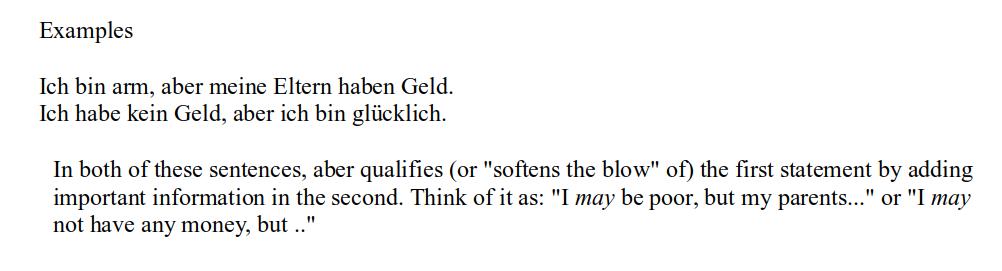 Examples
Ich bin arm, aber meine Eltern haben Geld.
Ich habe kein Geld, aber ich bin glücklich.
In both of these sentences, aber qualifies (or "softens the blow" of) the first statement by adding
important information in the second. Think of it as: "I may be poor, but my parents..." or "I may
not have any money, but .."